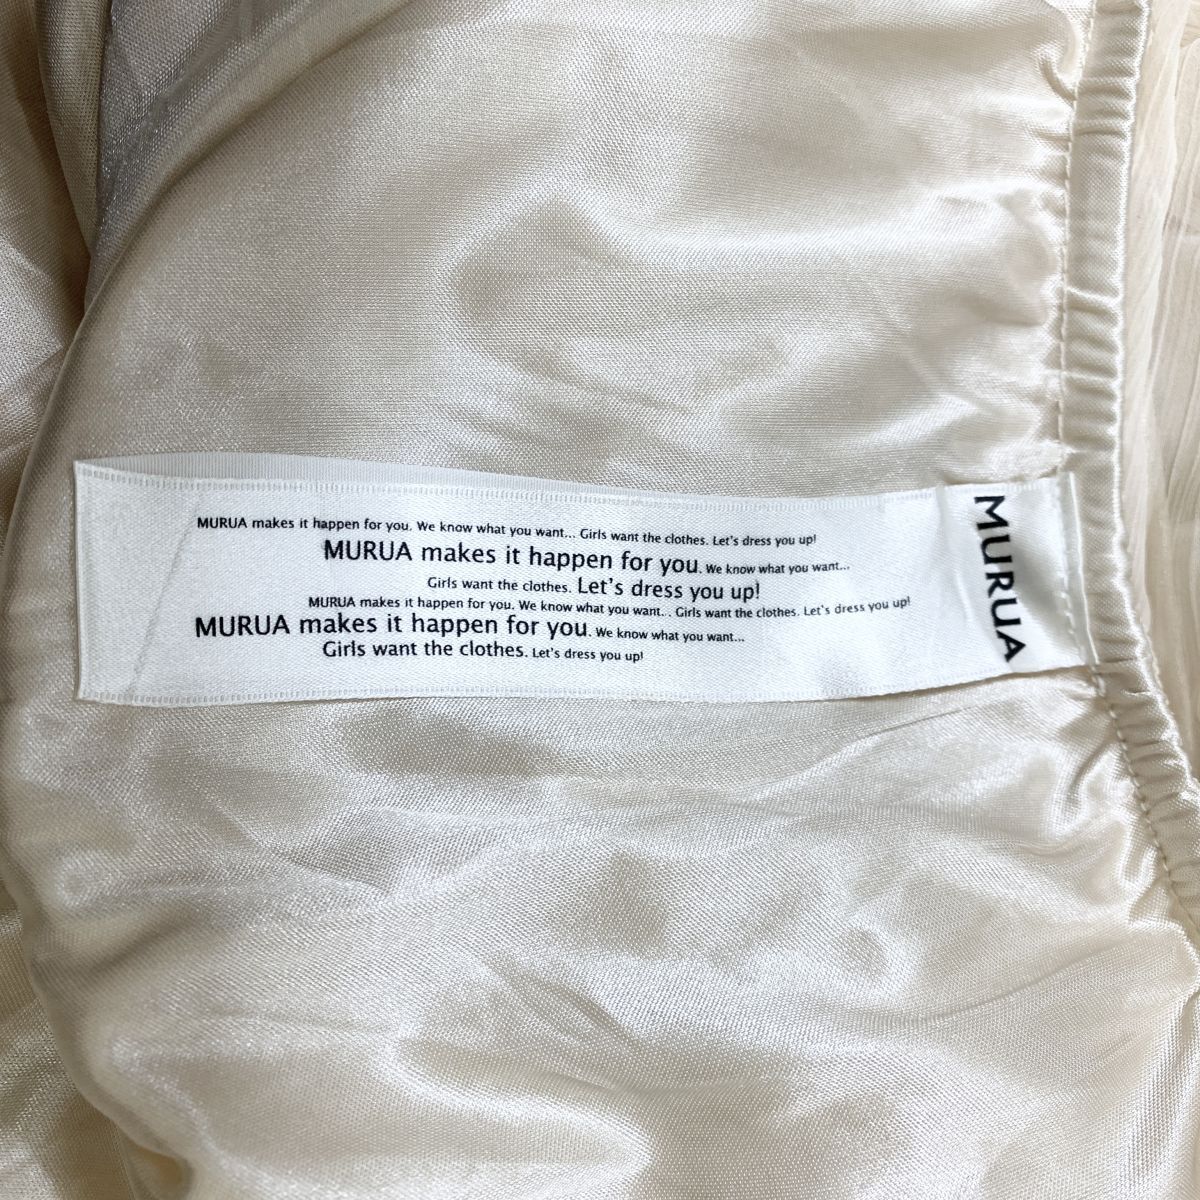 MURUA makes it happen for you. We know what you want... Girls want the clothes. Let's dress you up!
MURUA makes it happen for you. We know what you want...
Girls want the clothes. Let's dress you up!
MURUA makes it happen for you. We know what you want... Girls want the clothes. Let's dress you up!
MURUA makes it happen for you. We know what you want...
Girls want the clothes. Let's dress you up!
MURUA